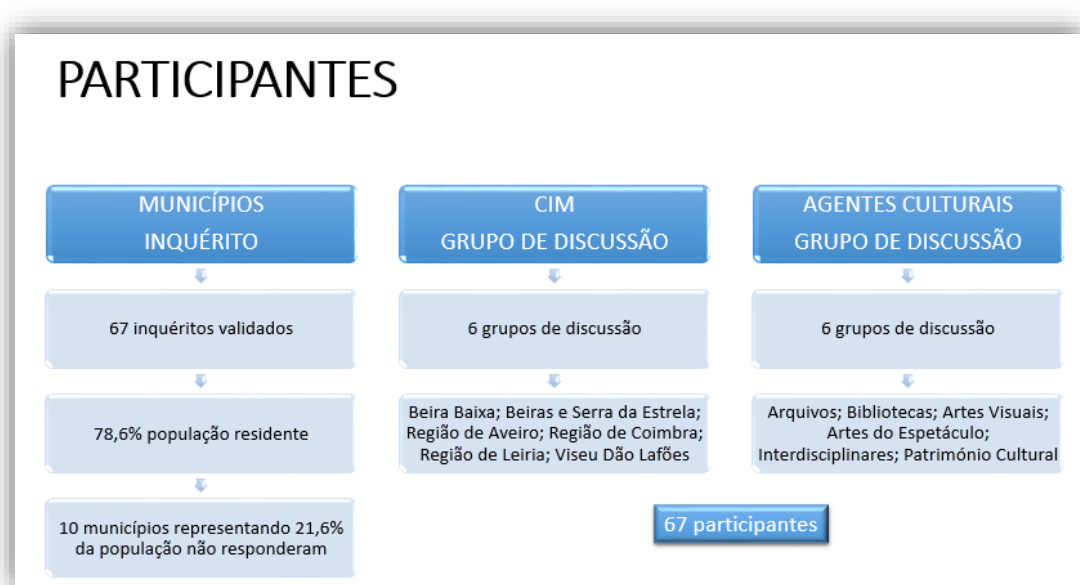 PARTICIPANTES
MUNICÍPIOS
INQUÉRITO
67 inquéritos validados
78,6% população residente
10 municípios representando 21,6%
da população não responderam
CIM
GRUPO DE DISCUSSÃO
6 grupos de discussão
Beira Baixa; Beiras e Serra da Estrela;
Região de Aveiro; Região de Coimbra;
Região de Leiria; Viseu Dão Lafões
AGENTES CULTURAIS
GRUPO DE DISCUSSÃO
6 grupos de discussão
Arquivos; Bibliotecas; Artes Visuais;
Artes do Espetáculo;
Interdisciplinares; Património Cultural
67 participantes